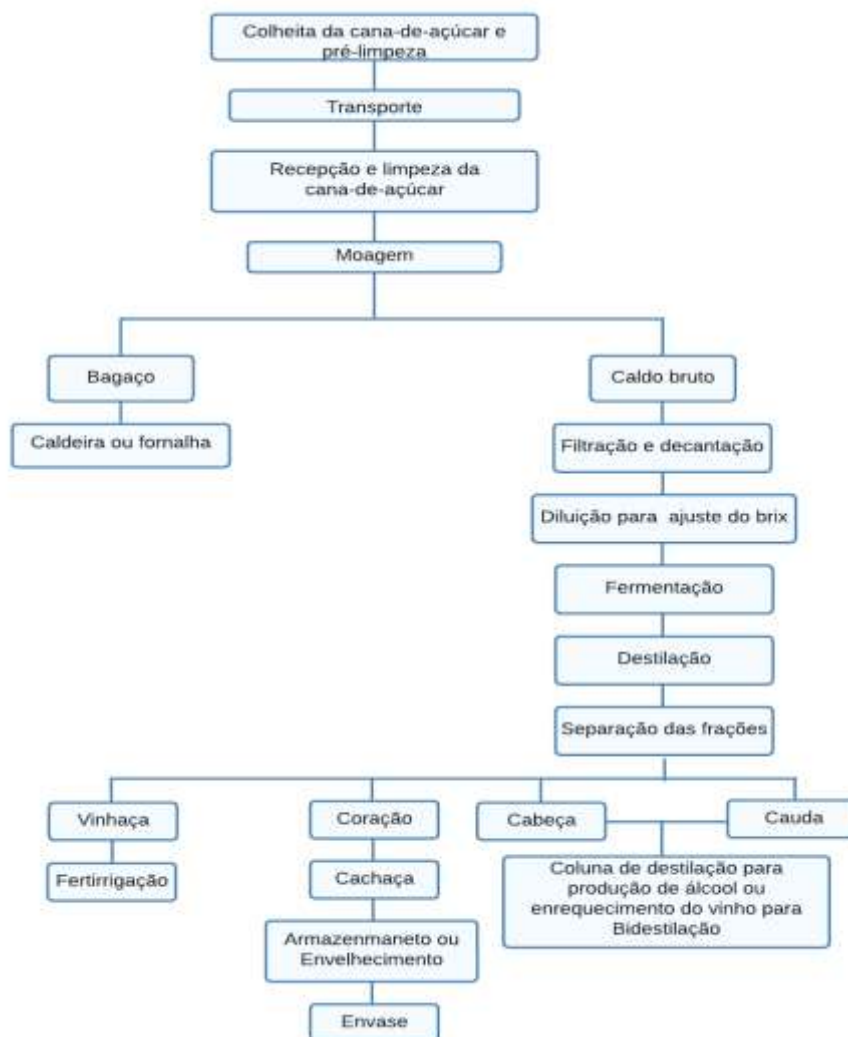 Colheita da cana-de-açúcar e
pré-limpeza
Transporte
Recepção e limpeza da
cana-de-açúcar
Moagem
Bagaço
Caldo bruto
Caldeira ou fornalha
Filtração e decantação
Diluição para ajuste do brix
Fermentação
Destilação
Separação das frações
Vinhaça
Coração
Cabeça
Cauda
Fertirrigação
Cachaça
Coluna de destilação para
produção de álcool ou
enrequecimento do vinho para
Bidestilação
Armazenmaneto ou
Envelhecimento
Envase